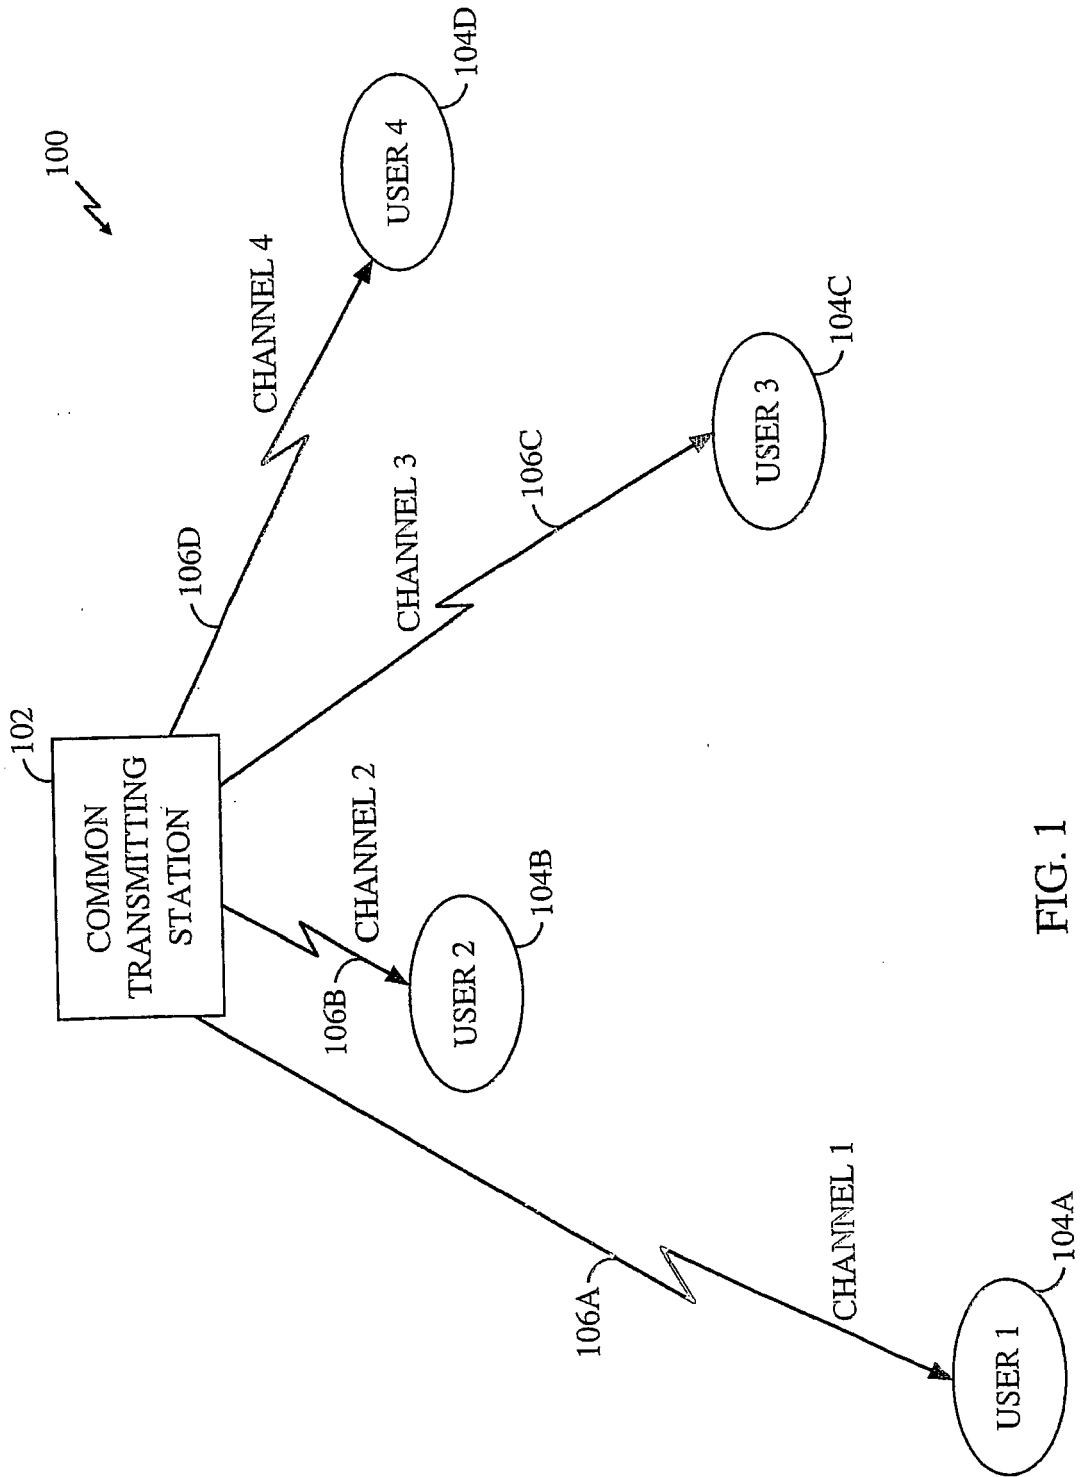 100
102
COMMON
TRANSMITTING
STATION
106A
106B
106C
106D
CHANNEL 1
CHANNEL 2
CHANNEL 3
CHANNEL 4
USER 1
104A
USER 2
104B
USER 3
104C
USER 4
104D
FIG. 1